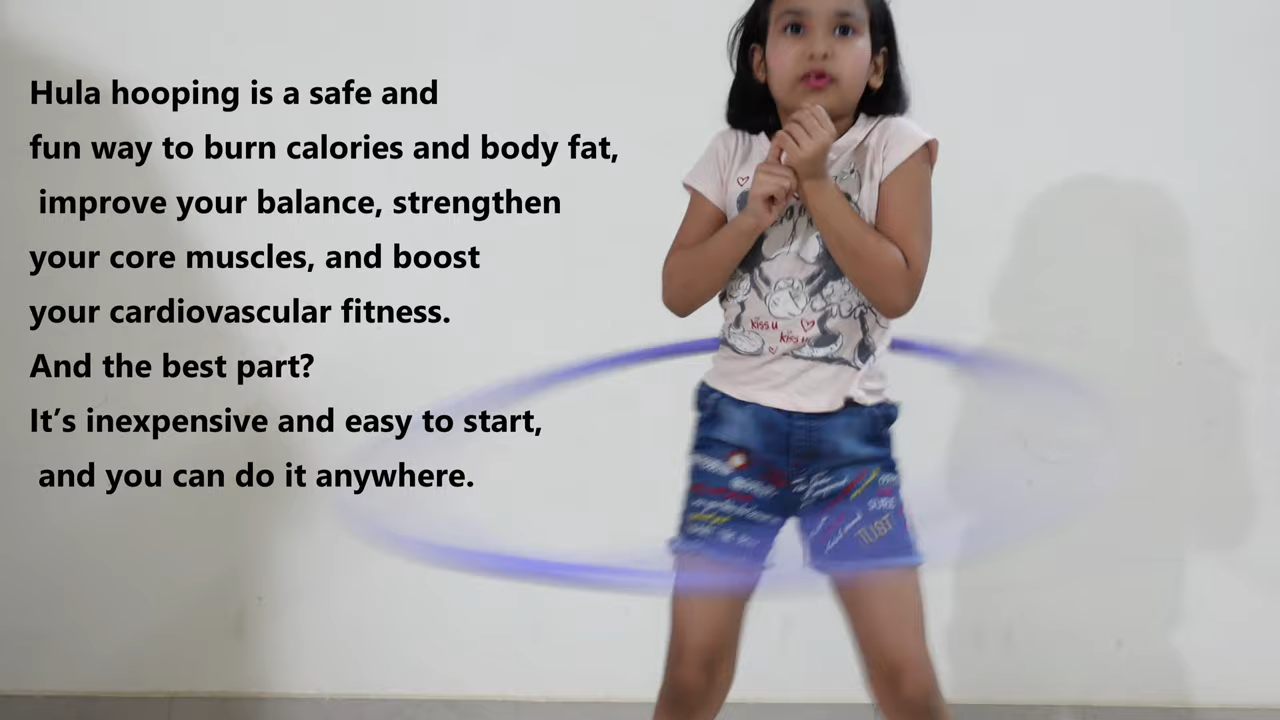 Hula hooping is a safe and
fun way to burn calories and body fat,
improve your balance, strengthen
your core muscles, and boost
your cardiovascular fitness.
And the best part?
It’s inexpensive and easy to start,
and you can do it anywhere.
kiss u
kiss u